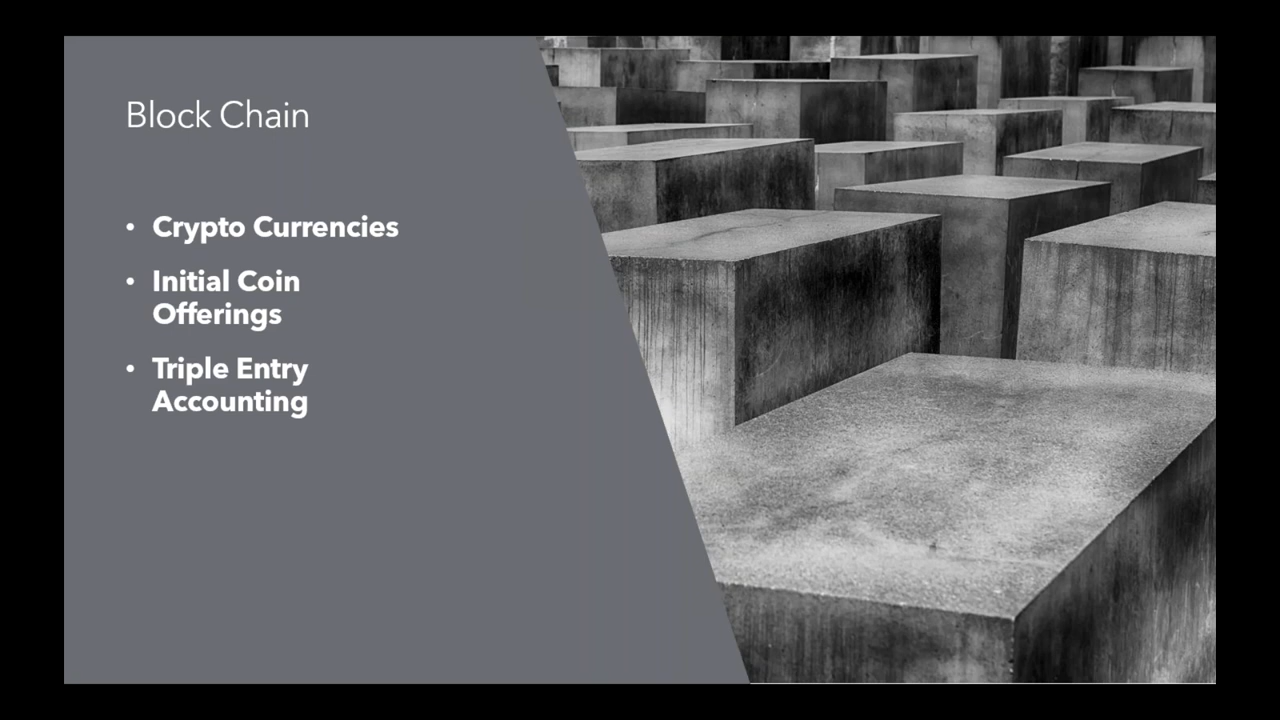 Block Chain
• Crypto Currencies
• Initial Coin
Offerings
• Triple Entry
Accounting